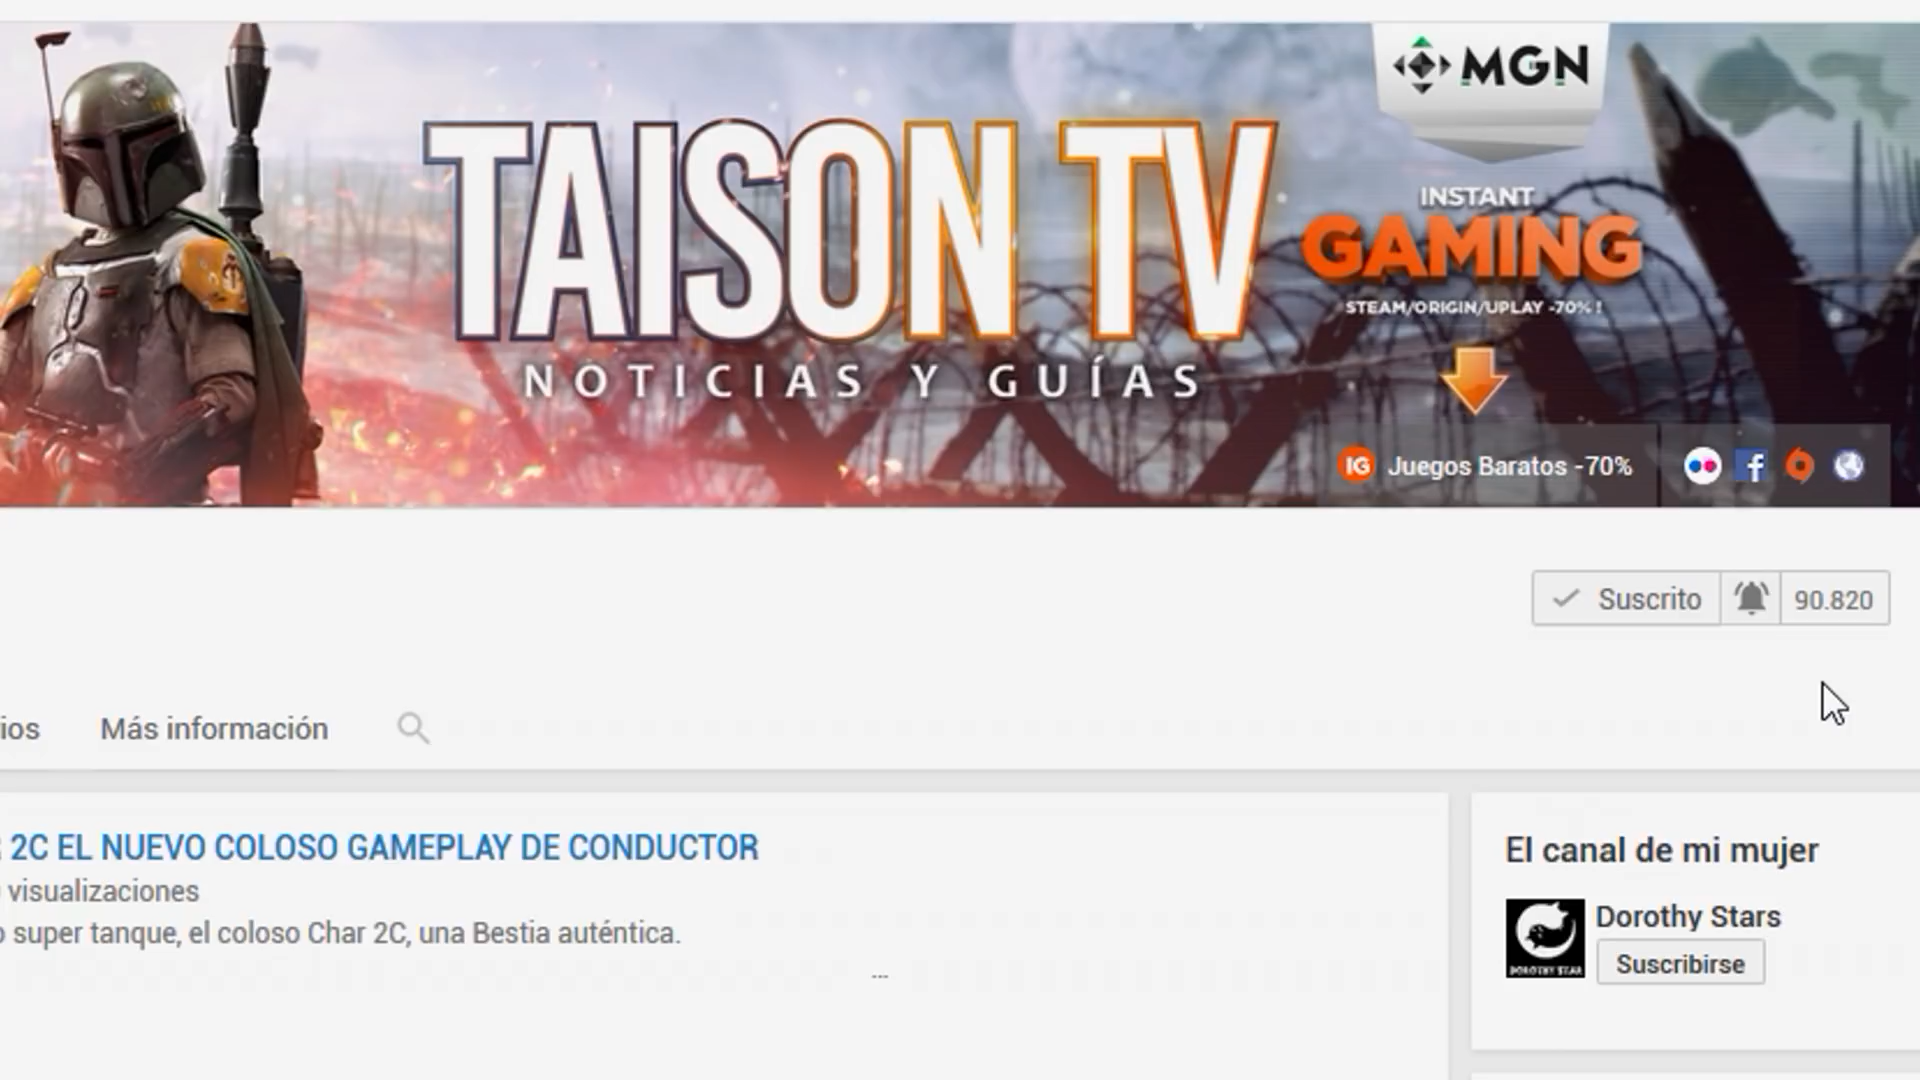 MGN
TAISON TV
NOTICIAS Y GUÍAS
INSTANT
GAMING
STEAM/ORIGIN/UPLAY -70% !
IG Juegos Baratos -70%
Suscrito 90.820
ios Más información
2C EL NUEVO COLOSO GAMEPLAY DE CONDUCTOR
visualizaciones
o super tanque, el coloso Char 2C, una Bestia auténtica.
...
El canal de mi mujer
Dorothy Stars
DOROTHY STAR
Suscribirse